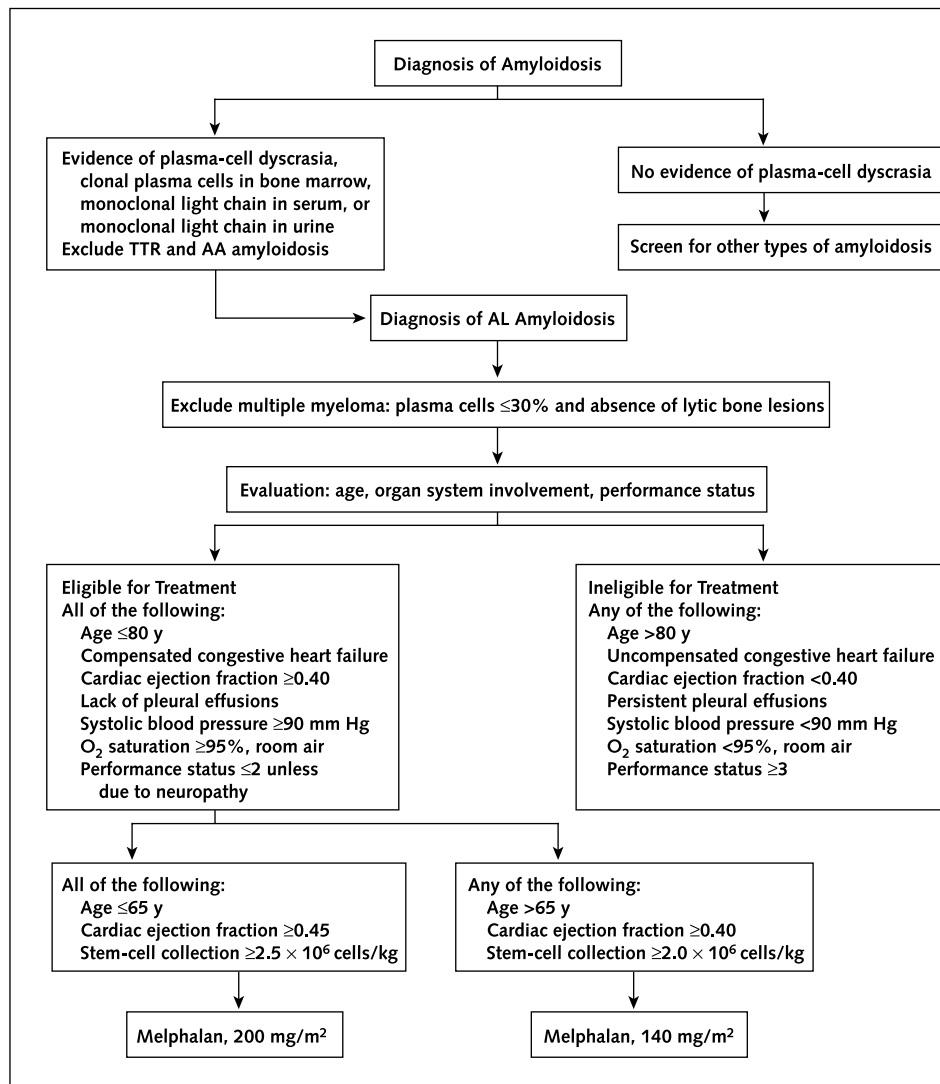 Diagnosis of Amyloidosis
Evidence of plasma-cell dyscrasia,
clonal plasma cells in bone marrow,
monoclonal light chain in serum, or
monoclonal light chain in urine
Exclude TTR and AA amyloidosis
No evidence of plasma-cell dyscrasia
Screen for other types of amyloidosis
Diagnosis of AL Amyloidosis
Exclude multiple myeloma: plasma cells ≤30% and absence of lytic bone lesions
Evaluation: age, organ system involvement, performance status
Eligible for Treatment
All of the following:
Age ≤80 y
Compensated congestive heart failure
Cardiac ejection fraction ≥0.40
Lack of pleural effusions
Systolic blood pressure ≥90 mm Hg
O₂ saturation ≥95%, room air
Performance status ≤2 unless
due to neuropathy
Ineligible for Treatment
Any of the following:
Age >80 y
Uncompensated congestive heart failure
Cardiac ejection fraction <0.40
Persistent pleural effusions
Systolic blood pressure <90 mm Hg
O₂ saturation <95%, room air
Performance status ≥3
All of the following:
Age ≤65 y
Cardiac ejection fraction ≥0.45
Stem-cell collection ≥2.5 × 10⁶ cells/kg
Any of the following:
Age >65 y
Cardiac ejection fraction ≥0.40
Stem-cell collection ≥2.0 × 10⁶ cells/kg
Melphalan, 200 mg/m²
Melphalan, 140 mg/m²